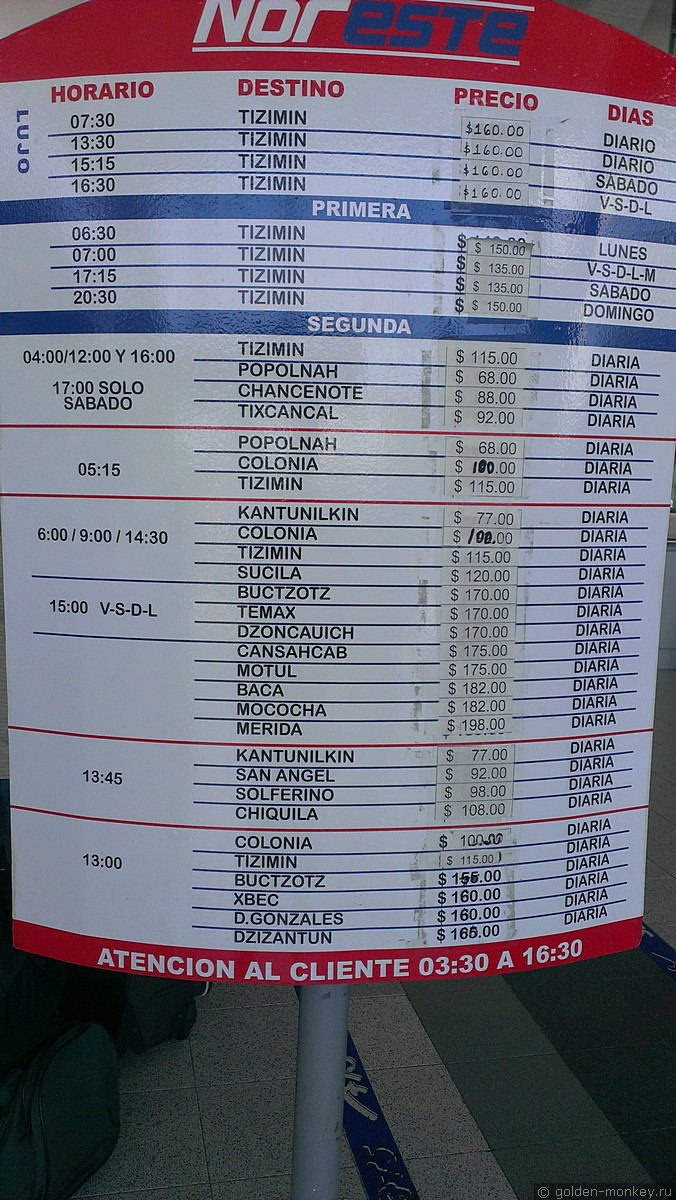 Noreste
HORARIO DESTINO PRECIO DIAS
LUJO
07:30 TIZIMIN $160.00 DIARIO
13:30 TIZIMIN $160.00 DIARIO
15:15 TIZIMIN $160.00 SABADO
16:30 TIZIMIN $160.00 V-S-D-L
PRIMERA
06:30 TIZIMIN $ 150.00 LUNES
07:00 TIZIMIN $ 135.00 V-S-D-L-M
17:15 TIZIMIN $ 135.00 SABADO
20:30 TIZIMIN $ 150.00 DOMINGO
SEGUNDA
04:00/12:00 Y 16:00 TIZIMIN $ 115.00 DIARIA
POPOLNAH $ 68.00 DIARIA
17:00 SOLO CHANCENOTE $ 88.00 DIARIA
SABADO TIXCANCAL $ 92.00 DIARIA
POPOLNAH $ 68.00 DIARIA
05:15 COLONIA $ 100.00 DIARIA
TIZIMIN $ 115.00 DIARIA
KANTUNILKIN $ 77.00 DIARIA
6:00 / 9:00 / 14:30 COLONIA $ 100.00 DIARIA
TIZIMIN $ 115.00 DIARIA
SUCILA $ 120.00 DIARIA
BUCTZOTZ $ 170.00 DIARIA
15:00 V-S-D-L TEMAX $ 170.00 DIARIA
DZONCAUICH $ 170.00 DIARIA
CANSAHCAB $ 175.00 DIARIA
MOTUL $ 175.00 DIARIA
BACA $ 182.00 DIARIA
MOCOCHA $ 182.00 DIARIA
MERIDA $ 198.00 DIARIA
KANTUNILKIN $ 77.00 DIARIA
13:45 SAN ANGEL $ 92.00 DIARIA
SOLFERINO $ 98.00 DIARIA
CHIQUILA $ 108.00 DIARIA
COLONIA $ 100.00 DIARIA
13:00 TIZIMIN $ 115.00 DIARIA
BUCTZOTZ $ 155.00 DIARIA
XBEC $ 160.00 DIARIA
D.GONZALES $ 160.00 DIARIA
DZIZANTUN $ 165.00 DIARIA
ATENCION AL CLIENTE 03:30 A 16:30
© golden-monkey.ru